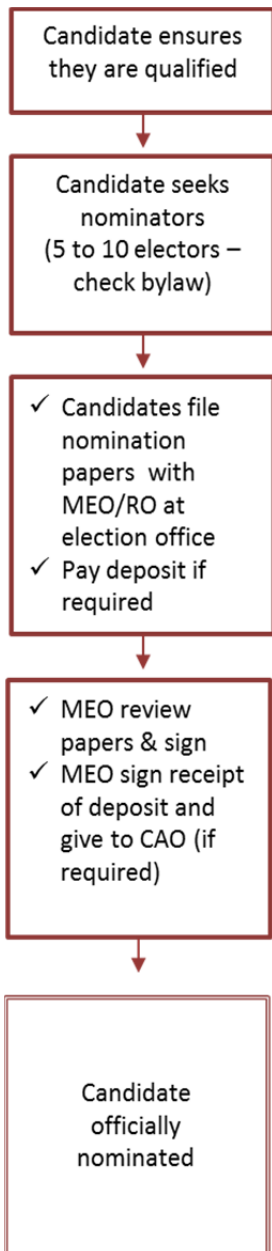 Candidate ensures
they are qualified
Candidate seeks
nominators
(5 to 10 electors –
check bylaw)
✓ Candidates file
nomination
papers with
MEO/RO at
election office
✓ Pay deposit if
required
✓ MEO review
papers & sign
✓ MEO sign receipt
of deposit and
give to CAO (if
required)
Candidate
officially
nominated